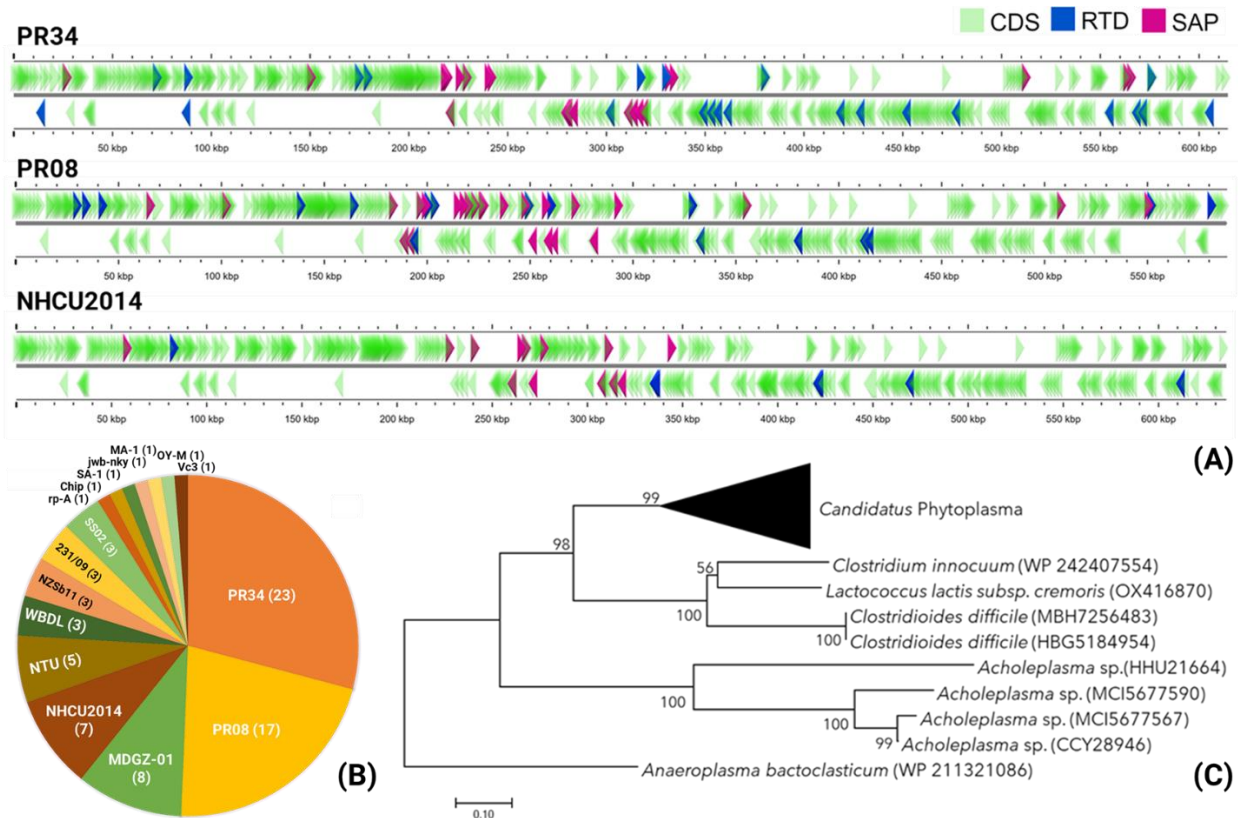 CDS RTD SAP
PR34
50 kbp 100 kbp 150 kbp 200 kbp 250 kbp 300 kbp 350 kbp 400 kbp 450 kbp 500 kbp 550 kbp 600 kbp
PR08
50 kbp 100 kbp 150 kbp 200 kbp 250 kbp 300 kbp 350 kbp 400 kbp 450 kbp 500 kbp 550 kbp
NHCU2014
50 kbp 100 kbp 150 kbp 200 kbp 250 kbp 300 kbp 350 kbp 400 kbp 450 kbp 500 kbp 550 kbp 600 kbp
(A)
MA-1 (1) OY-M (1)
jwb-nky (1) Vc3 (1)
SA-1 (1)
Chip (1)
rp-A (1)
SS02 (3)
231/09 (3)
NZSb11 (3)
WBDL (3)
NTU (5)
NHCU2014
(7)
MDGZ-01
(8)
PR08 (17)
PR34 (23)
(B)
99
Candidatus Phytoplasma
98
56
Clostridium innocuum (WP 242407554)
Lactococcus lactis subsp. cremoris (OX416870)
100
Clostridioides difficile (MBH7256483)
100
Clostridioides difficile (HBG5184954)
Acholeplasma sp.(HHU21664)
100
Acholeplasma sp. (MCI5677590)
100
Acholeplasma sp. (MCI5677567)
99
Acholeplasma sp. (CCY28946)
Anaeroplasma bactoclasticum (WP 211321086)
(C)
0.10